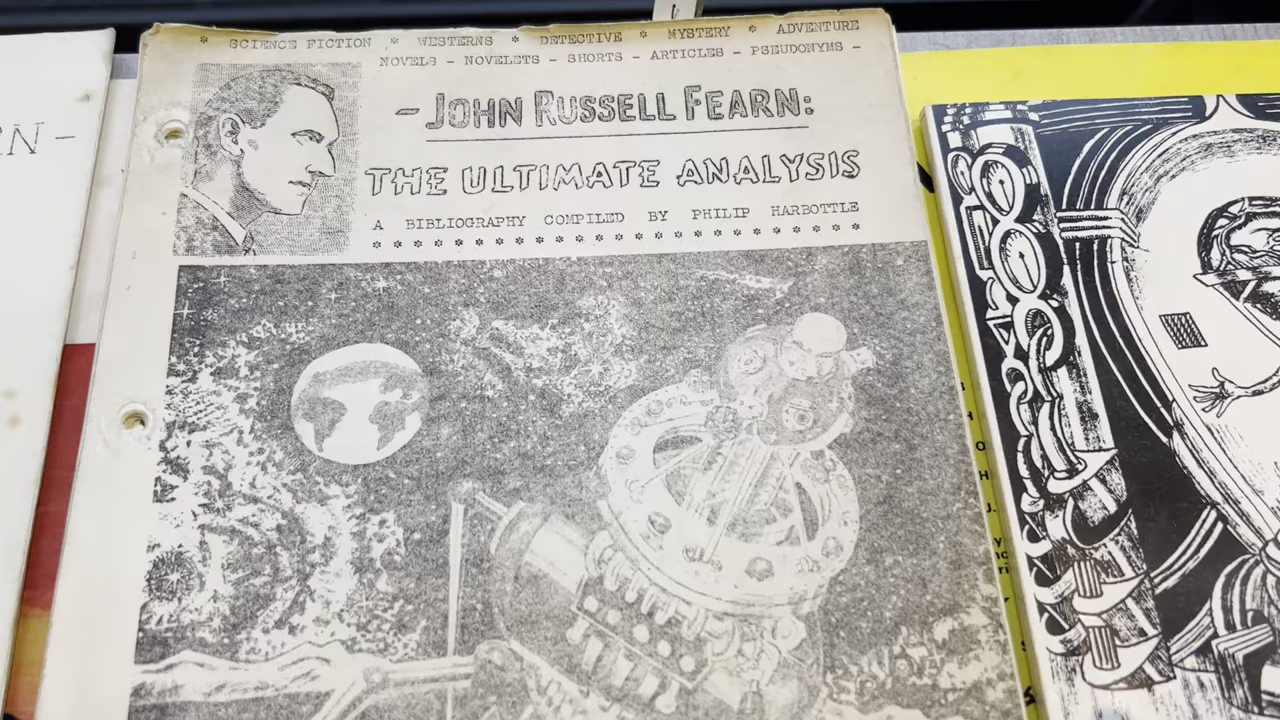 * SCIENCE FICTION * WESTERNS * DETECTIVE * MYSTERY * ADVENTURE
NOVELS - NOVELETS - SHORTS - ARTICLES - PSEUDONYMS -
- JOHN RUSSELL FEARN:
THE ULTIMATE ANALYSIS
A BIBLIOGRAPHY COMPILED BY PHILIP HARBOTTLE